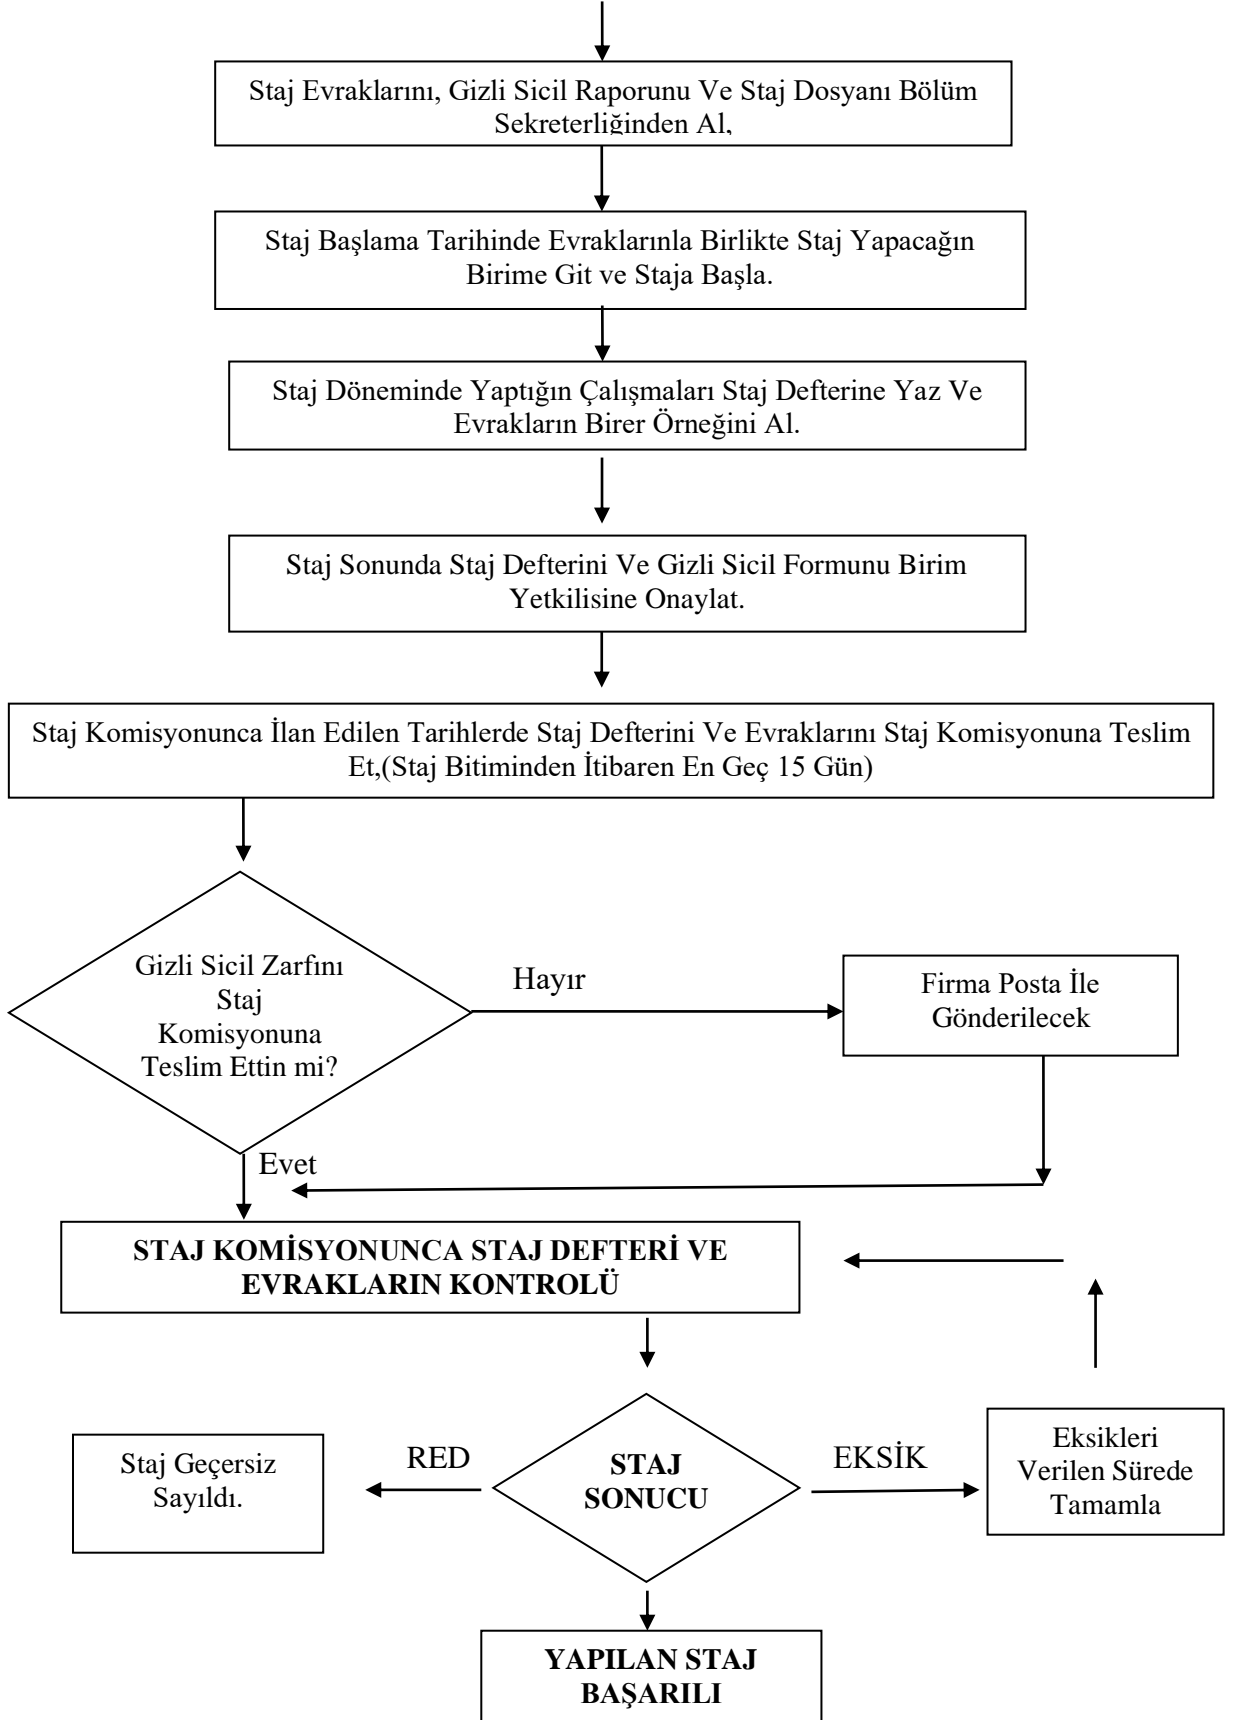 Staj Evraklarını, Gizli Sicil Raporunu Ve Staj Dosyanı Bölüm
Sekreterliğinden Al,
Staj Başlama Tarihinde Evraklarınla Birlikte Staj Yapacağın
Birime Git ve Staja Başla.
Staj Döneminde Yaptığın Çalışmaları Staj Defterine Yaz Ve
Evrakların Birer Örneğini Al.
Staj Sonunda Staj Defterini Ve Gizli Sicil Formunu Birim
Yetkilisine Onaylat.
Staj Komisyonunca İlan Edilen Tarihlerde Staj Defterini Ve Evraklarını Staj Komisyonuna Teslim
Et,(Staj Bitiminden İtibaren En Geç 15 Gün)
Gizli Sicil Zarfını
Staj
Komisyonuna
Teslim Ettin mi?
Hayır
Firma Posta İle
Gönderilecek
Evet
STAJ KOMİSYONUNCA STAJ DEFTERİ VE
EVRAKLARIN KONTROLÜ
Staj Geçersiz
Sayıldı.
RED
STAJ
SONUCU
EKSİK
Eksikleri
Verilen Sürede
Tamamla
YAPILAN STAJ
BAŞARILI